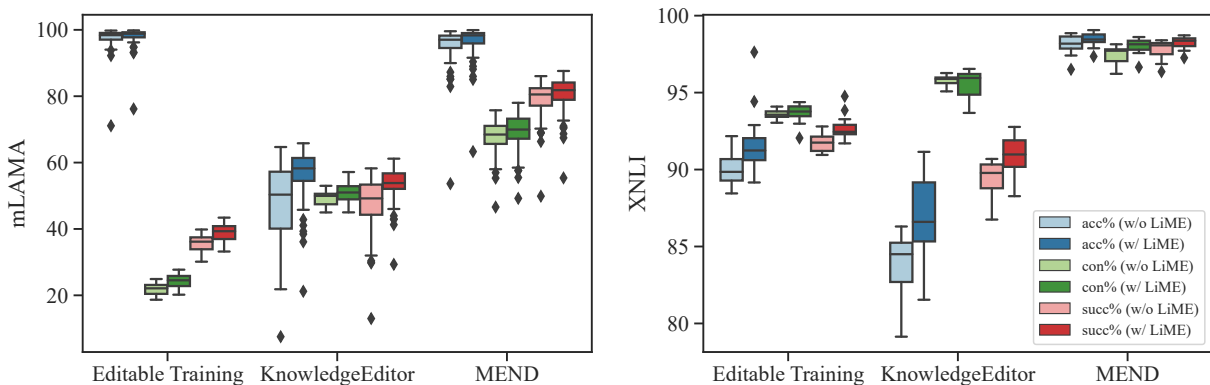 mLAMA
100
80
60
40
20
Editable Training
KnowledgeEditor
MEND
XNLI
100
95
90
85
80
Editable Training
KnowledgeEditor
MEND
acc% (w/o LiME)
acc% (w/ LiME)
con% (w/o LiME)
con% (w/ LiME)
succ% (w/o LiME)
succ% (w/ LiME)